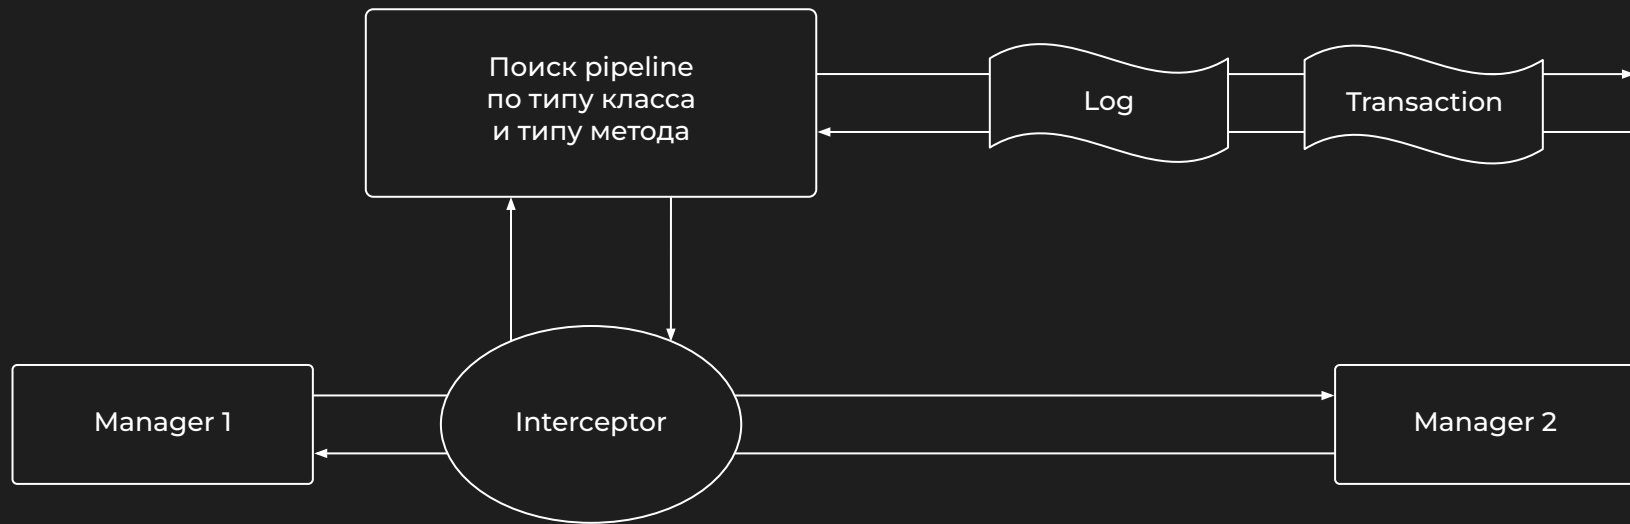 Поиск pipeline
по типу класса
и типу метода
Log
Transaction
Manager 1
Interceptor
Manager 2